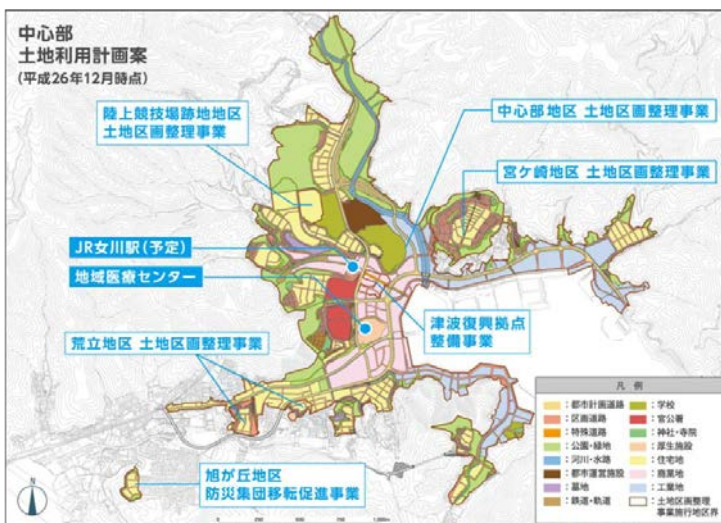 中心部
土地利用計画案
(平成26年12月時点)
陸上競技場跡地地区
土地区画整理事業
中心部地区 土地区画整理事業
宮ケ崎地区 土地区画整理事業
JR女川駅(予定)
地域医療センター
津波復興拠点
整備事業
荒立地区 土地区画整理事業
旭が丘地区
防災集団移転促進事業
凡 例
:都市計画道路
:区画道路
:特殊道路
:公園・緑地
:河川・水路
:都市運営施設
:墓地
:鉄道・軌道
:学校
:官公署
:神社・寺院
:厚生施設
:住宅地
:商業地
:工業地
:土地区画整理
事業施行地区界
N
0 250 500 750 1,000m